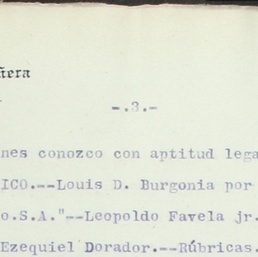 ñera
-.3.-
nes conozco con aptitud lega
ICO.--Louis D. Burgonia por
o.S.A."--Leopoldo Favela jr.
Ezequiel Dorador.--Rúbricas.